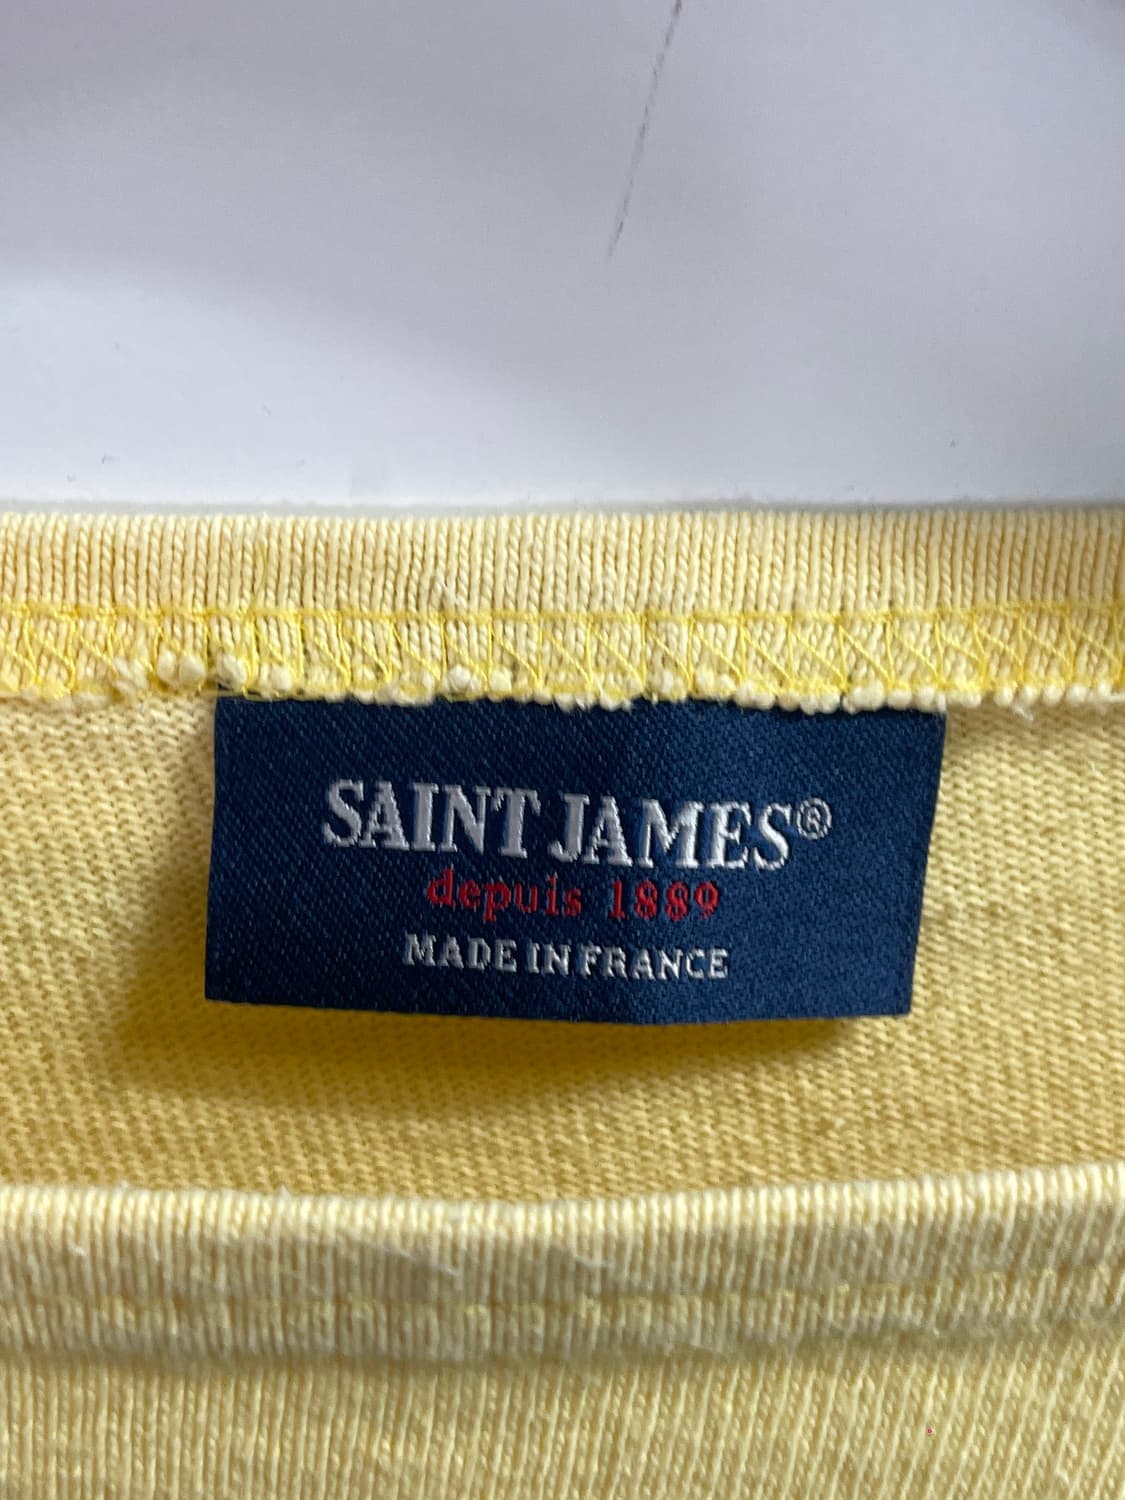 SAINT JAMES®
depuis 1889
MADE IN FRANCE